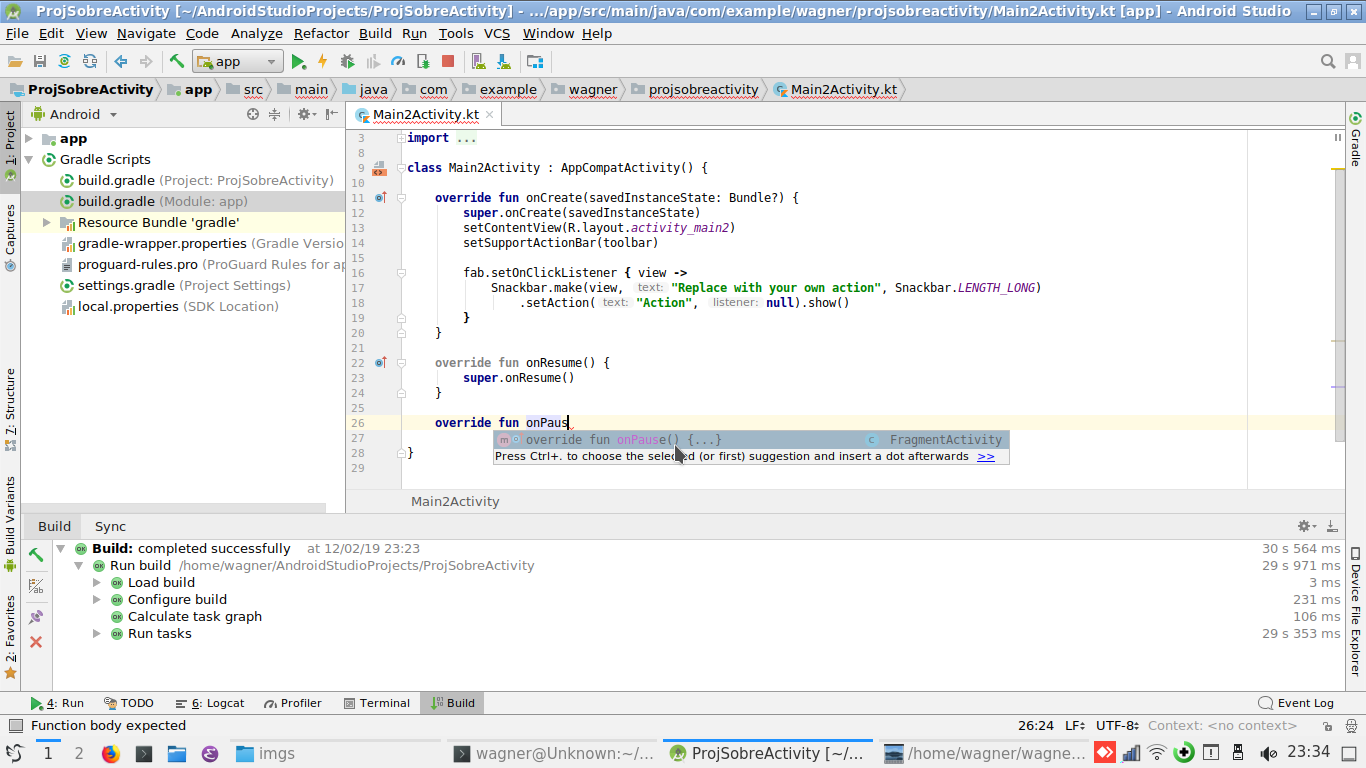 ProjSobreActivity [~/AndroidStudioProjects/ProjSobreActivity] - .../app/src/main/java/com/example/wagner/projsobreactivity/Main2Activity.kt [app] - Android Studio
File Edit View Navigate Code Analyze Refactor Build Run Tools VCS Window Help
app
ProjSobreActivity app src main java com example wagner projsobreactivity Main2Activity.kt
1: Project
Captures
7: Structure
Build Variants
2: Favorites
Android
app
Gradle Scripts
build.gradle (Project: ProjSobreActivity)
build.gradle (Module: app)
Resource Bundle 'gradle'
gradle-wrapper.properties (Gradle Versio
proguard-rules.pro (ProGuard Rules for ap
settings.gradle (Project Settings)
local.properties (SDK Location)
Main2Activity.kt
3 import ...
8
9 class Main2Activity : AppCompatActivity() {
10
11 override fun onCreate(savedInstanceState: Bundle?) {
12 super.onCreate(savedInstanceState)
13 setContentView(R.layout.activity_main2)
14 setSupportActionBar(toolbar)
15
16 fab.setOnClickListener { view ->
17 Snackbar.make(view, text: "Replace with your own action", Snackbar.LENGTH_LONG)
18 .setAction( text: "Action", listener: null).show()
19 }
20 }
21
22 override fun onResume() {
23 super.onResume()
24 }
25
26 override fun onPaus
27
28 }
29
m override fun onPause() {...} C FragmentActivity
Press Ctrl+. to choose the selected (or first) suggestion and insert a dot afterwards >>
Main2Activity
Gradle
Device File Explorer
Build Sync
Build: completed successfully at 12/02/19 23:23 30 s 564 ms
OK Run build /home/wagner/AndroidStudioProjects/ProjSobreActivity 29 s 971 ms
OK Load build 3 ms
OK Configure build 231 ms
OK Calculate task graph 106 ms
OK Run tasks 29 s 353 ms
4: Run TODO 6: Logcat Profiler Terminal Build Event Log
Function body expected 26:24 LF UTF-8 Context: <no context>
1 2 imgs wagner@Unknown:~/... ProjSobreActivity [~/... /home/wagner/wagne... 23:34